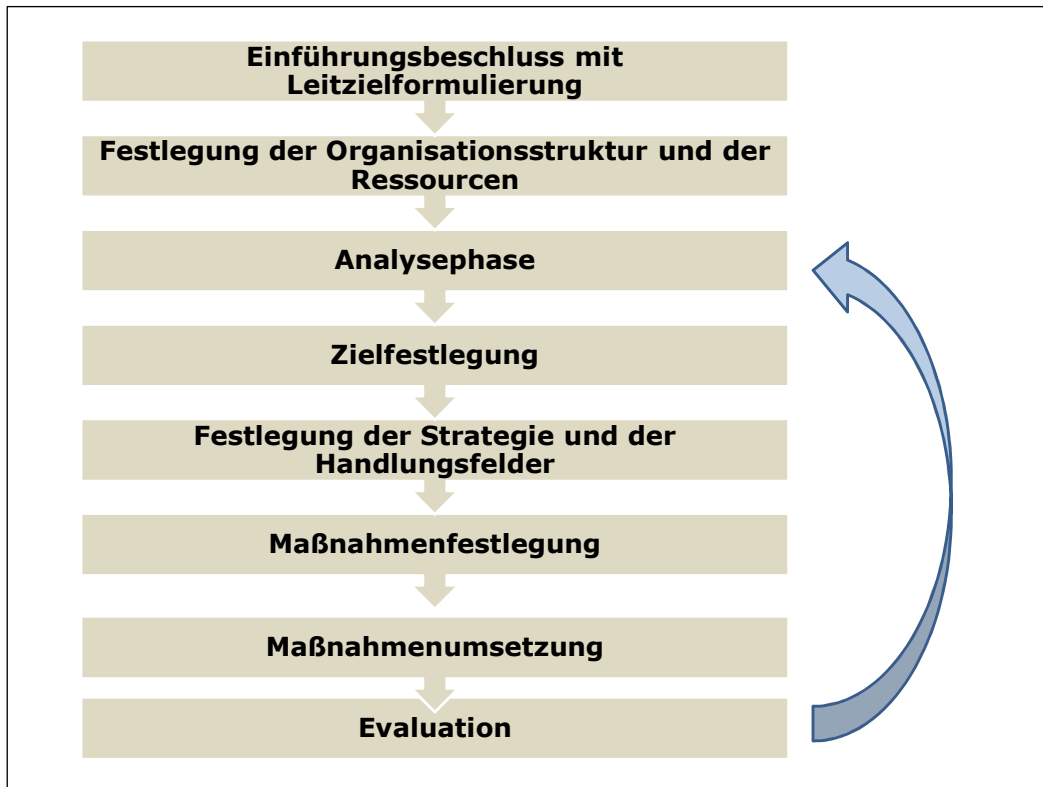 Einführungsbeschluss mit
Leitzielformulierung
Festlegung der Organisationsstruktur und der
Ressourcen
Analysephase
Zielfestlegung
Festlegung der Strategie und der
Handlungsfelder
Maßnahmenfestlegung
Maßnahmenumsetzung
Evaluation